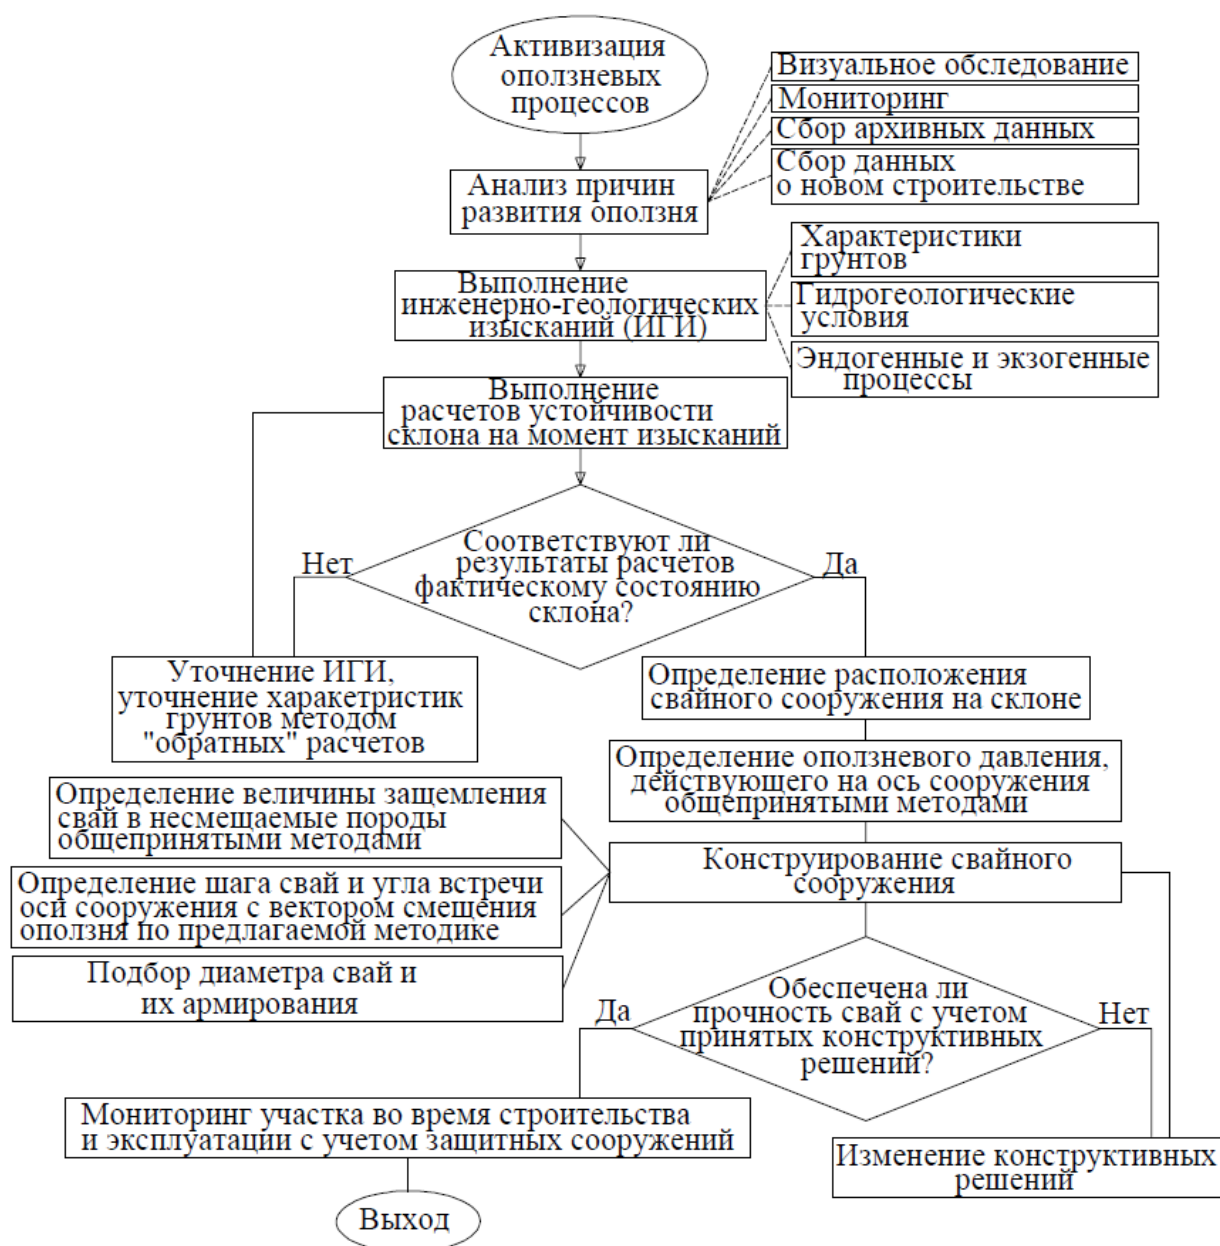 Активизация
оползневых
процессов
Визуальное обследование
Мониторинг
Сбор архивных данных
Сбор данных
о новом строительстве
Анализ причин
развития оползня
Характеристики
грунтов
Гидрогеологические
условия
Эндогенные и экзогенные
процессы
Выполнение
инженерно-геологических
изысканий (ИГИ)
Выполнение
расчетов устойчивости
склона на момент изысканий
Соответствуют ли
результаты расчетов
фактическому состоянию
склона?
Нет
Да
Уточнение ИГИ,
уточнение харакетристик
грунтов методом
"обратных" расчетов
Определение расположения
свайного сооружения на склоне
Определение оползневого давления,
действующего на ось сооружения
общепринятыми методами
Определение величины защемления
свай в несмещаемые породы
общепринятыми методами
Определение шага свай и угла встречи
оси сооружения с вектором смещения
оползня по предлагаемой методике
Подбор диаметра свай и
их армирования
Конструирование свайного
сооружения
Обеспечена ли
прочность свай с учетом
принятых конструктивных
решений?
Да
Нет
Мониторинг участка во время строительства
и эксплуатации с учетом защитных сооружений
Изменение конструктивных
решений
Выход